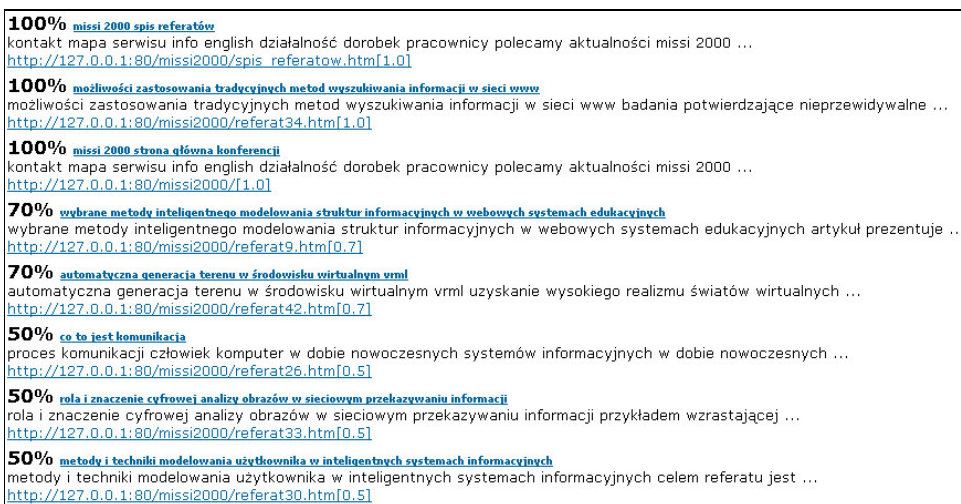 100% missi 2000 spis referatów
kontakt mapa serwisu info english działalność dorobek pracownicy polecamy aktualności missi 2000 ...
http://127.0.0.1:80/missi2000/spis_referatow.htm[1.0]
100% możliwości zastosowania tradycyjnych metod wyszukiwania informacji w sieci www
możliwości zastosowania tradycyjnych metod wyszukiwania informacji w sieci www badania potwierdzające nieprzewidywalne ...
http://127.0.0.1:80/missi2000/referat34.htm[1.0]
100% missi 2000 strona główna konferencji
kontakt mapa serwisu info english działalność dorobek pracownicy polecamy aktualności missi 2000 ...
http://127.0.0.1:80/missi2000/[1.0]
70% wybrane metody inteligentnego modelowania struktur informacyjnych w webowych systemach edukacyjnych
wybrane metody inteligentnego modelowania struktur informacyjnych w webowych systemach edukacyjnych artykuł prezentuje ..
http://127.0.0.1:80/missi2000/referat9.htm[0.7]
70% automatyczna generacja terenu w środowisku wirtualnym vrml
automatyczna generacja terenu w środowisku wirtualnym vrml uzyskanie wysokiego realizmu światów wirtualnych ...
http://127.0.0.1:80/missi2000/referat42.htm[0.7]
50% co to jest komunikacja
proces komunikacji człowiek komputer w dobie nowoczesnych systemów informacyjnych w dobie nowoczesnych ...
http://127.0.0.1:80/missi2000/referat26.htm[0.5]
50% rola i znaczenie cyfrowej analizy obrazów w sieciowym przekazywaniu informacji
rola i znaczenie cyfrowej analizy obrazów w sieciowym przekazywaniu informacji przykładem wzrastającej ...
http://127.0.0.1:80/missi2000/referat33.htm[0.5]
50% metody i techniki modelowania użytkownika w inteligentnych systemach informacyjnych
metody i techniki modelowania użytkownika w inteligentnych systemach informacyjnych celem referatu jest ...
http://127.0.0.1:80/missi2000/referat30.htm[0.5]